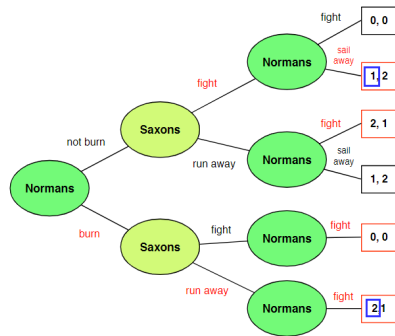 fight
0, 0
Normans
sail
away
1, 2
fight
Saxons
fight
2, 1
not burn
Normans
run away
sail
away
1, 2
Normans
burn
fight
Normans
fight
0, 0
Saxons
run away
fight
Normans
2 1